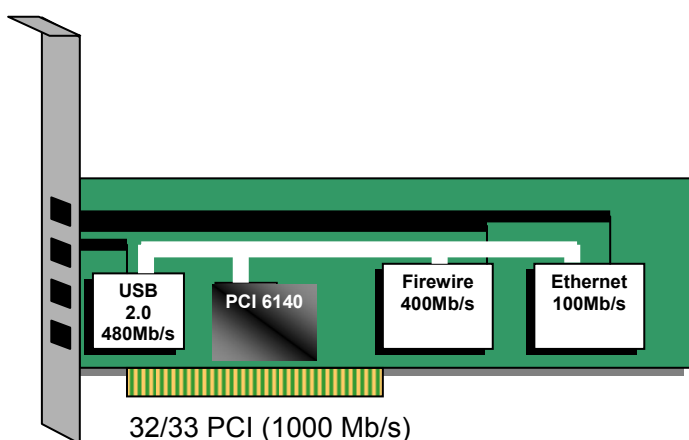 USB
2.0
480Mb/s
PCI 6140
Firewire
400Mb/s
Ethernet
100Mb/s
32/33 PCI (1000 Mb/s)